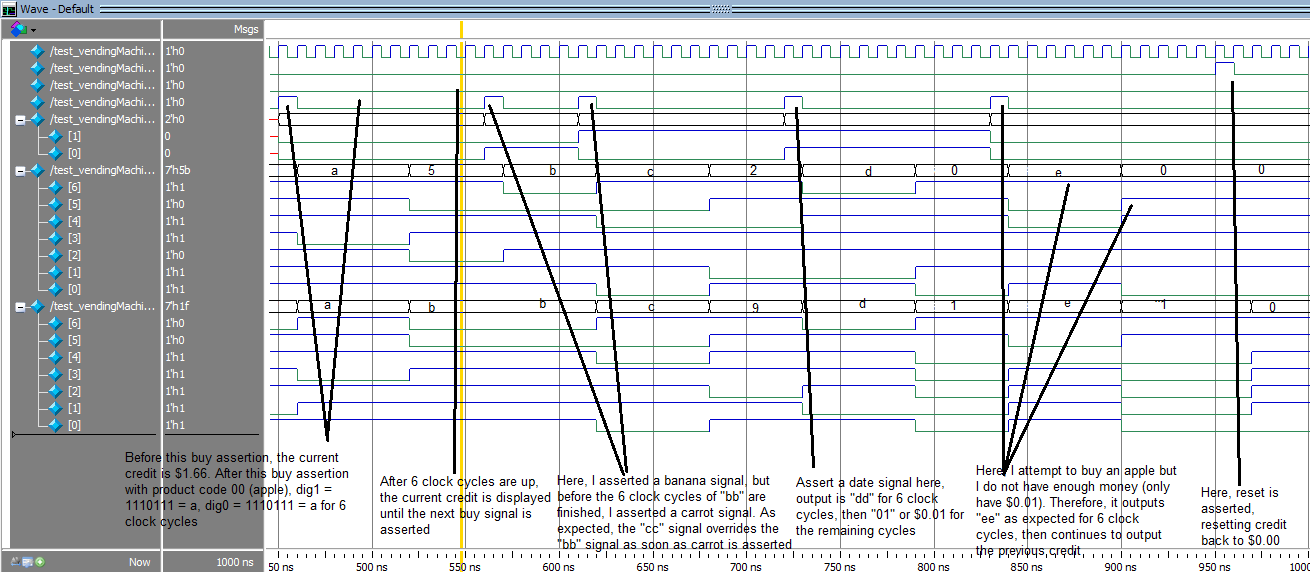 Wave - Default
Msgs
/test_vendingMachi... 1'h0
/test_vendingMachi... 1'h0
/test_vendingMachi... 1'h0
/test_vendingMachi... 1'h0
/test_vendingMachi... 2'h0
[1] 0
[0] 0
/test_vendingMachi... 7'h5b a 5 b c 2 d 0 e 0 0
[6] 1'h1
[5] 1'h0
[4] 1'h1
[3] 1'h1
[2] 1'h0
[1] 1'h1
[0] 1'h1
/test_vendingMachi... 7'h1f a b b c 9 d 1 e 1 0
[6] 1'h0
[5] 1'h0
[4] 1'h1
[3] 1'h1
[2] 1'h1
[1] 1'h1
[0] 1'h1
Before this buy assertion, the current
credit is $1.66. After this buy assertion
with product code 00 (apple), dig1 =
1110111 = a, dig0 = 1110111 = a for 6
clock cycles
After 6 clock cycles are up,
the current credit is displayed
until the next buy signal is
asserted
Here, I asserted a banana signal, but
before the 6 clock cycles of "bb" are
finished, I asserted a carrot signal. As
expected, the "cc" signal overrides the
"bb" signal as soon as carrot is asserted
Assert a date signal here,
output is "dd" for 6 clock
cycles, then "01" or $0.01 for
the remaining cycles
Here, I attempt to buy an apple but
I do not have enough money (only
have $0.01). Therefore, it outputs
"ee" as expected for 6 clock
cycles, then continues to output
the previous credit
Here, reset is
asserted,
resetting credit
back to $0.00
Now 1000 ns
50 ns 500 ns 550 ns 600 ns 650 ns 700 ns 750 ns 800 ns 850 ns 900 ns 950 ns 1000